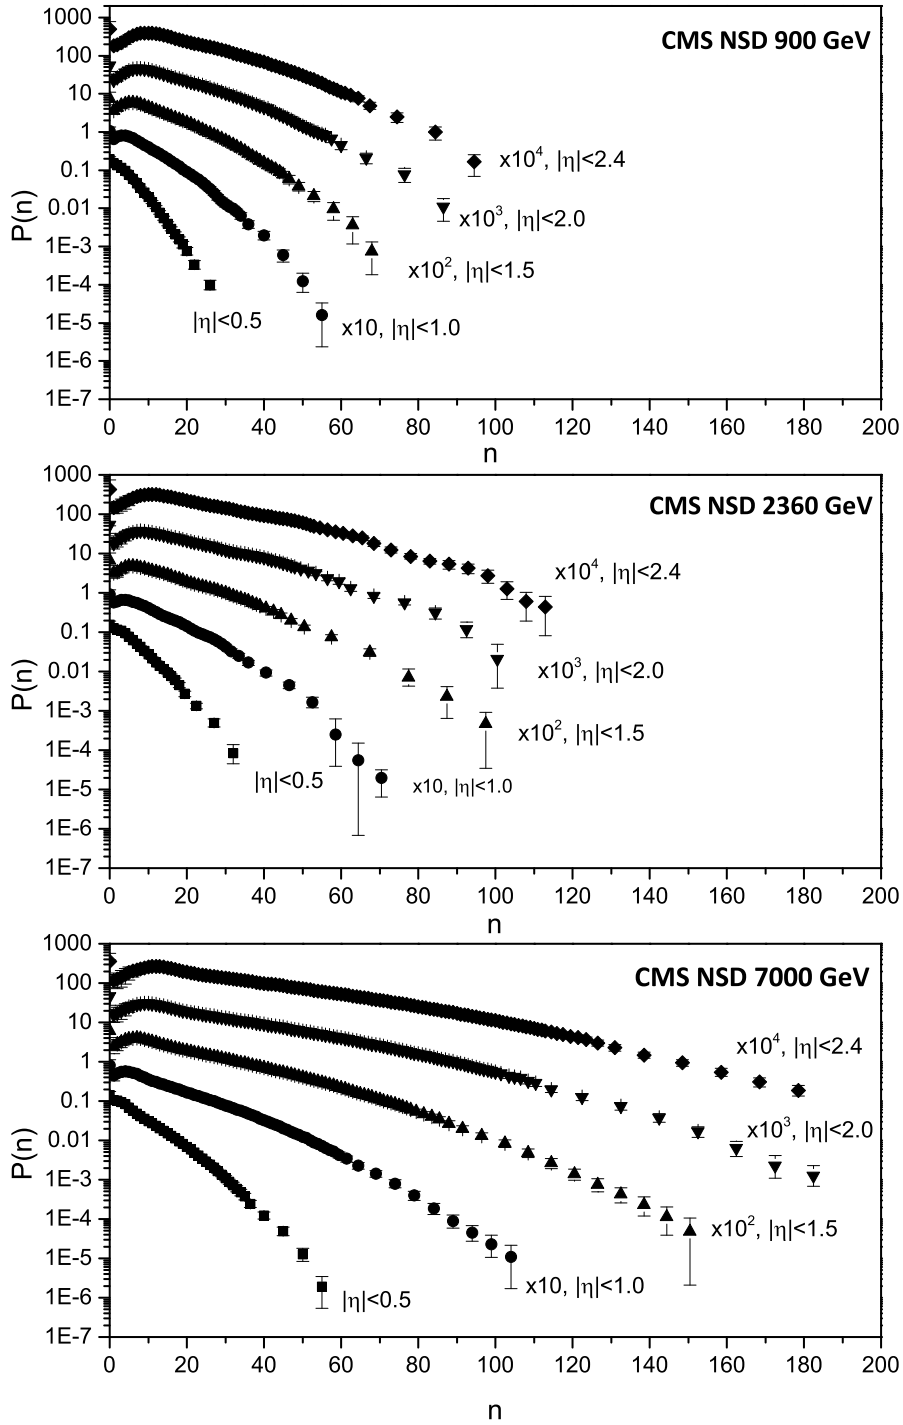 1000
100
10
1
0.1
0.01
1E-3
1E-4
1E-5
1E-6
1E-7
P(n)
CMS NSD 900 GeV
x10⁴, |η|<2.4
x10³, |η|<2.0
x10², |η|<1.5
x10, |η|<1.0
|η|<0.5
0 20 40 60 80 100 120 140 160 180 200
n
1000
100
10
1
0.1
0.01
1E-3
1E-4
1E-5
1E-6
1E-7
P(n)
CMS NSD 2360 GeV
x10⁴, |η|<2.4
x10³, |η|<2.0
x10², |η|<1.5
|η|<0.5
x10, |η|<1.0
0 20 40 60 80 100 120 140 160 180 200
n
1000
100
10
1
0.1
0.01
1E-3
1E-4
1E-5
1E-6
1E-7
P(n)
CMS NSD 7000 GeV
x10⁴, |η|<2.4
x10³, |η|<2.0
x10², |η|<1.5
x10, |η|<1.0
|η|<0.5
0 20 40 60 80 100 120 140 160 180 200
n